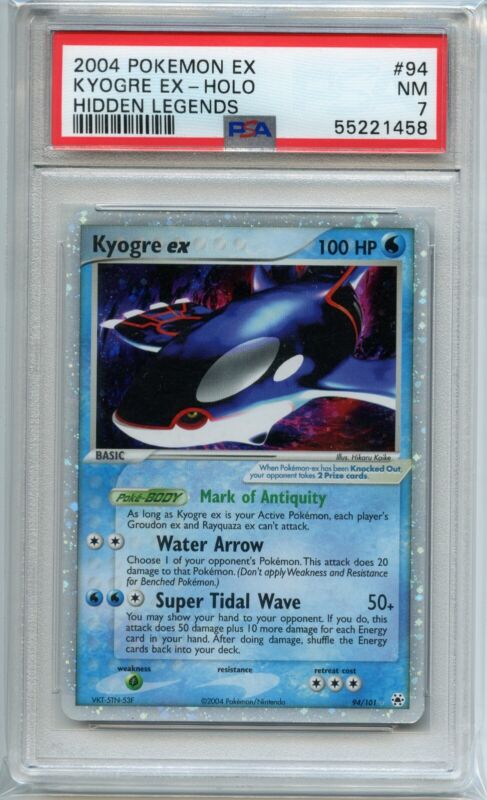 2004 POKEMON EX #94
KYOGRE EX - HOLO NM
HIDDEN LEGENDS 7
PSA 55221458
Kyogre ex 100 HP
BASIC
Illus. Hikaru Koike
When Pokémon-ex has been Knocked Out,
your opponent takes 2 Prize cards.
Poké-BODY Mark of Antiquity
As long as Kyogre ex is your Active Pokémon, each player's
Groudon ex and Rayquaza ex can't attack.
Water Arrow
Choose 1 of your opponent's Pokémon. This attack does 20
damage to that Pokémon. (Don't apply Weakness and Resistance
for Benched Pokémon.)
Super Tidal Wave 50+
You may show your hand to your opponent. If you do, this
attack does 50 damage plus 10 more damage for each Energy
card in your hand. After doing damage, shuffle the Energy
cards back into your deck.
weakness resistance retreat cost
VKT-5TN-53F
©2004 Pokémon/Nintendo
94/101